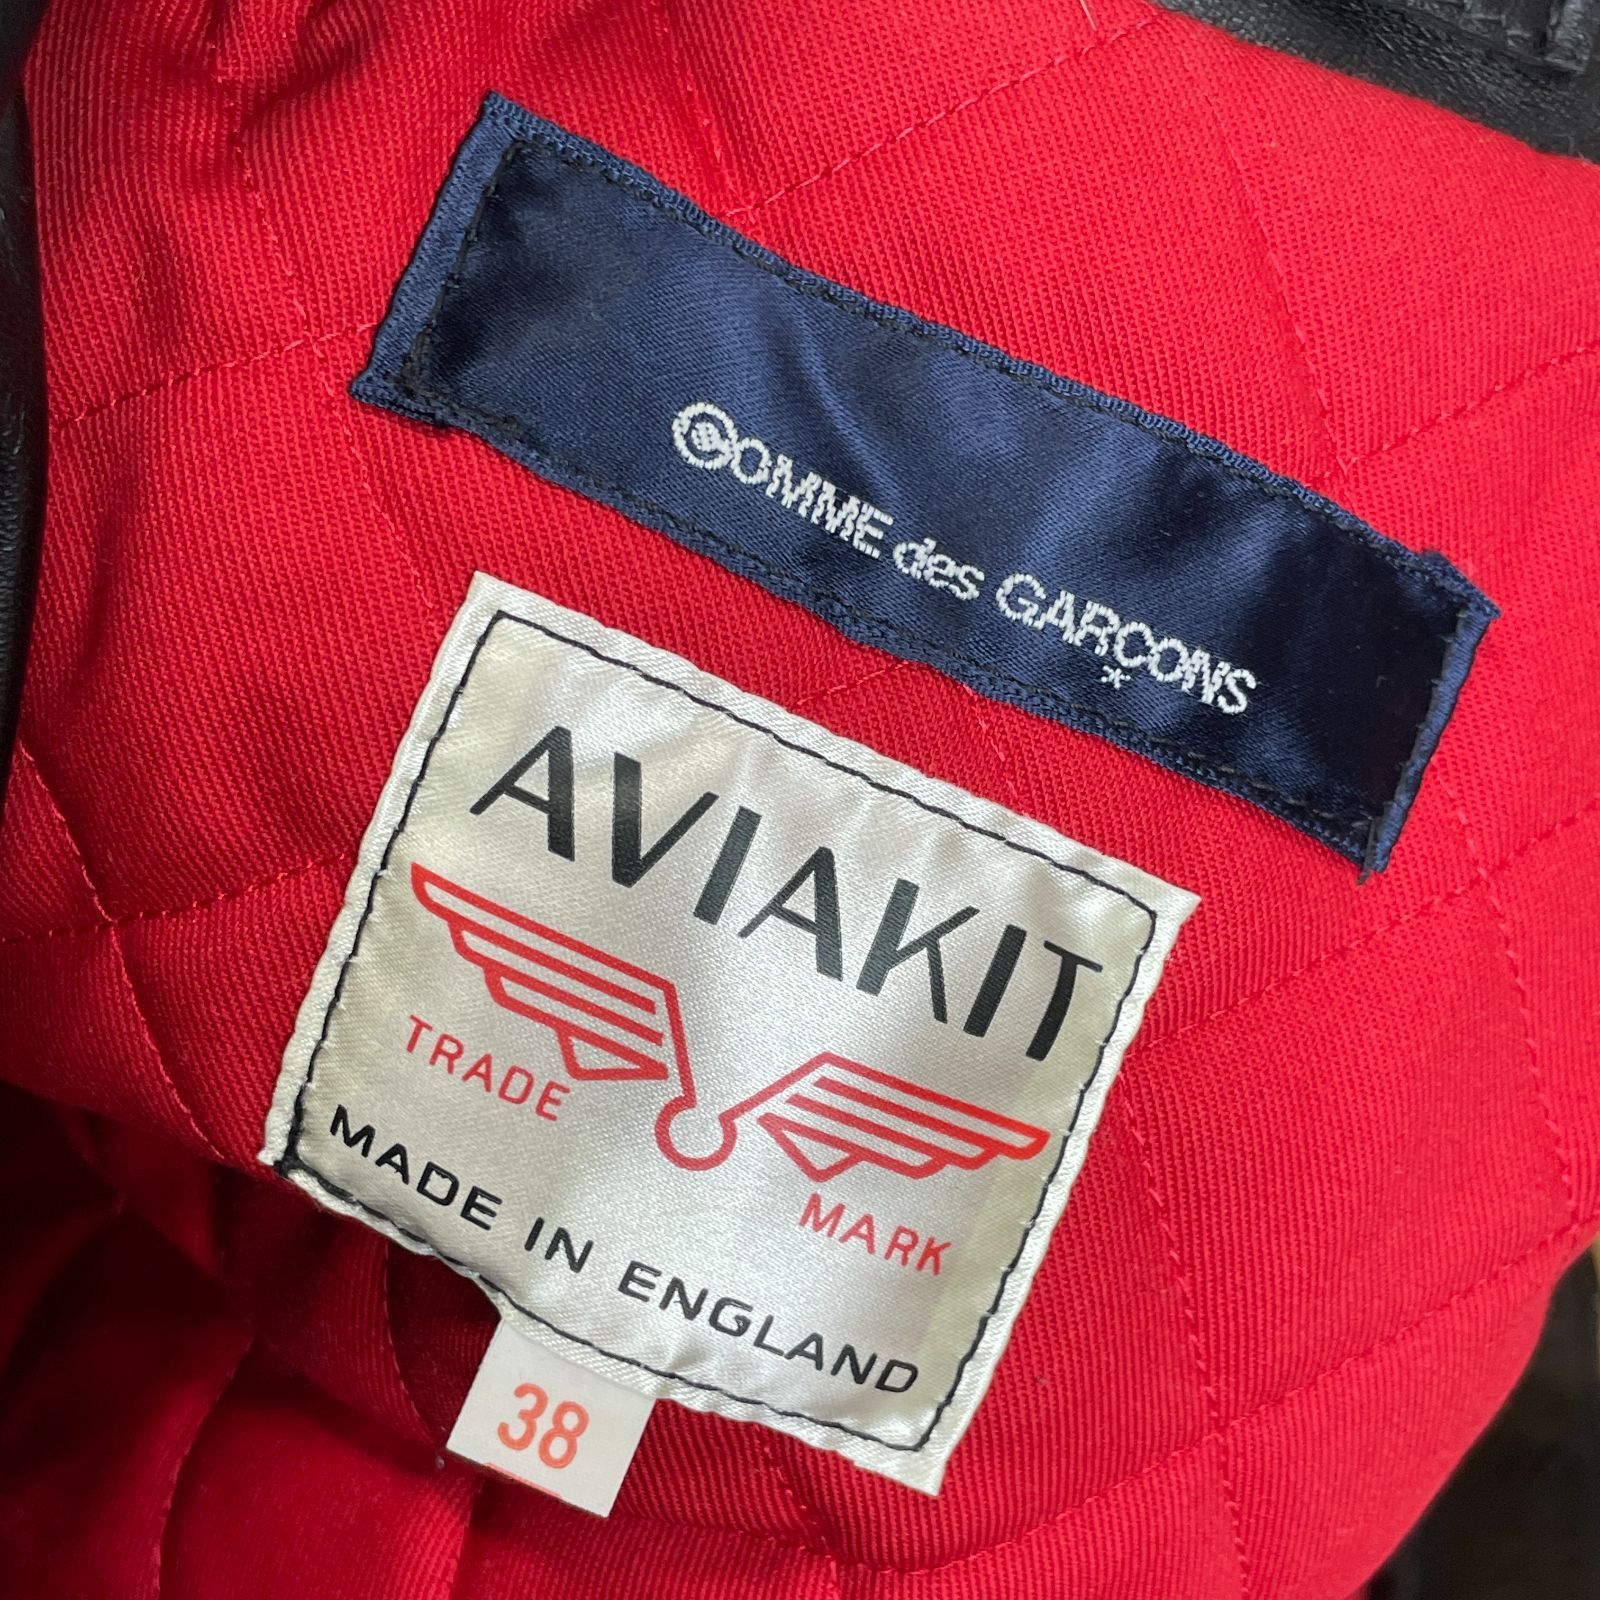 COMME des GARÇONS
*
AVIAKIT
TRADE MARK
MADE IN ENGLAND
38